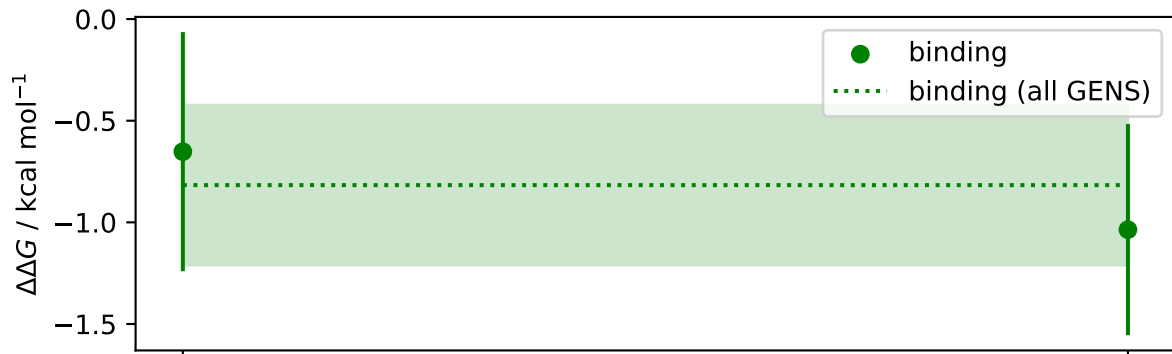 0.0
−0.5
−1.0
−1.5
ΔΔG / kcal mol⁻¹
binding
binding (all GENS)